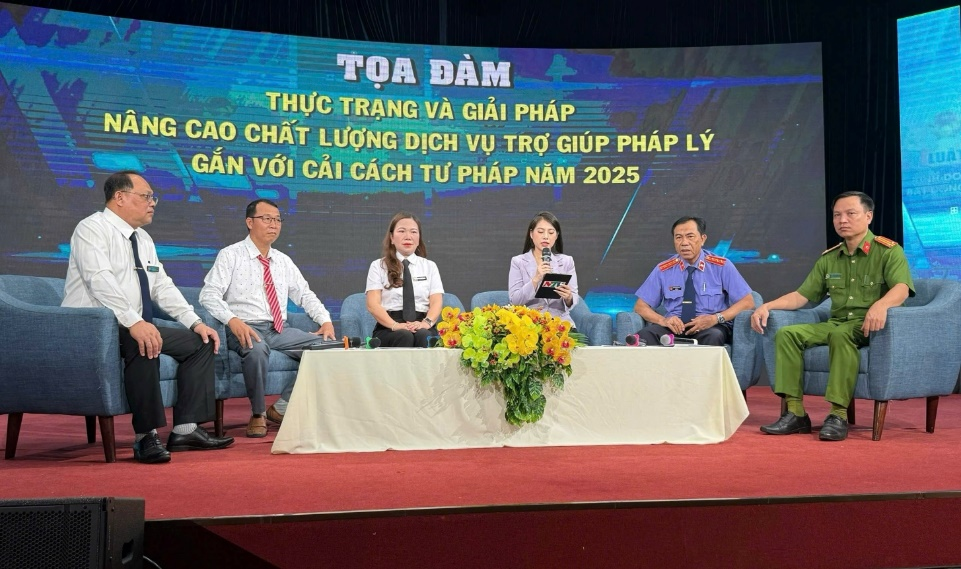 TỌA ĐÀM
THỰC TRẠNG VÀ GIẢI PHÁP
NÂNG CAO CHẤT LƯỢNG DỊCH VỤ TRỢ GIÚP PHÁP LÝ
GẮN VỚI CẢI CÁCH TƯ PHÁP NĂM 2025
LUẬT